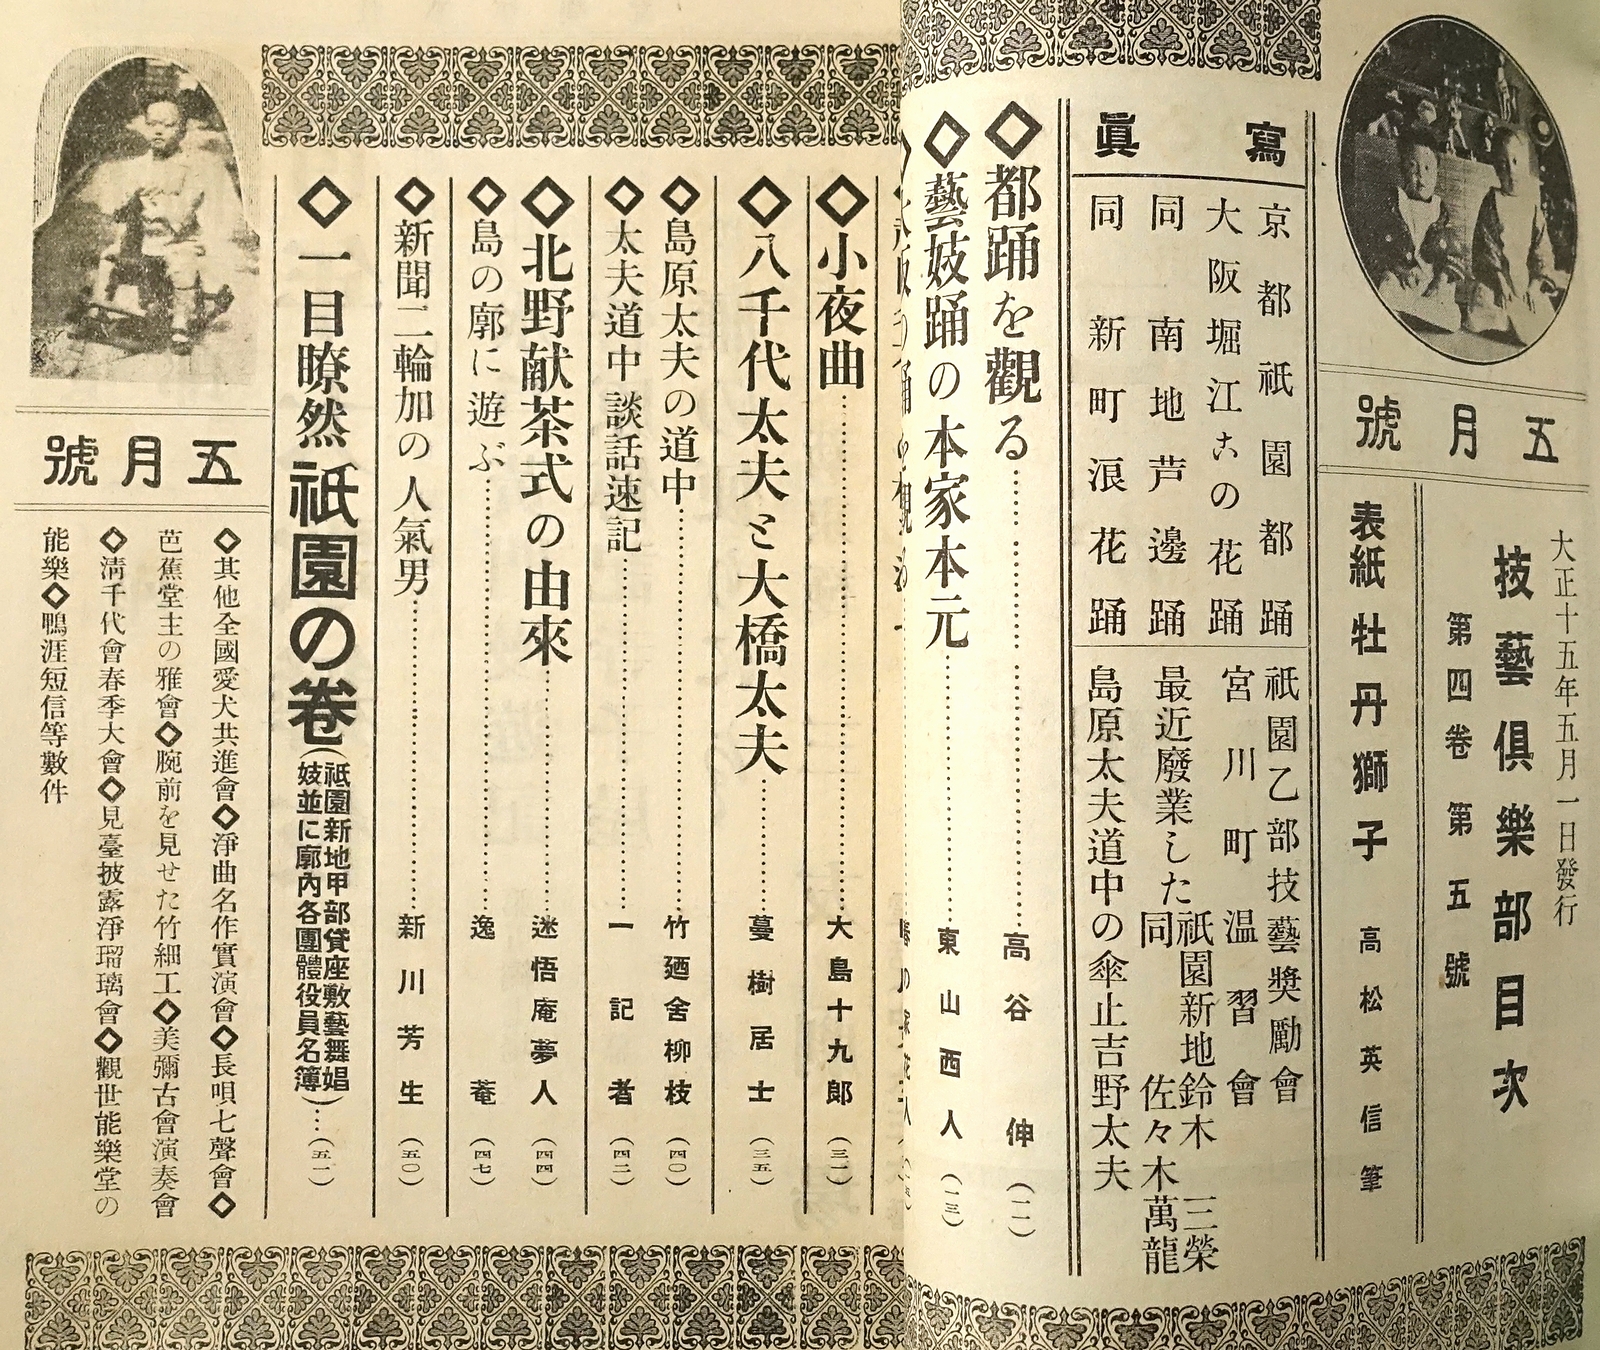 大正十五年五月一日發行
技藝倶樂部目次
第四卷 第五號
五月號
表紙 牡丹獅子 高松英信筆
寫眞
京都祇園都踊
大阪堀江この花踊
同 南地芦邊踊
同 新町浪花踊
祇園乙部技藝奬勵會
宮川町温習會
最近廢業した 祇園新地鈴木三榮
同 佐々木萬龍
島原太夫道中の傘止吉野太夫
◇都踊を觀る……高谷伸(二)
◇藝妓踊の本家本元……東山西人(一三)
◇小夜曲……大島十九郎(三一)
◇八千代太夫と大橋太夫……蔓樹居士(三五)
◇島原太夫の道中……竹廼舍柳枝(四〇)
◇太夫道中談話速記……一記者(四二)
◇北野献茶式の由來……迷悟庵夢人(四四)
◇島の廓に遊ぶ……逸菴(四七)
◇新聞二輪加の人氣男……新川芳生(五〇)
◇一目瞭然祇園の卷(祇園新地甲部貸座敷藝舞娼
妓並に廓內各團體役員名簿)……(五一)
五月號
◇其他全國愛犬共進會◇淨曲名作實演會◇長唄七聲會◇
芭蕉堂主の雅會◇腕前を見せた竹細工◇美彌古會演奏會
◇淸千代會春季大會◇見臺披露淨瑠璃會◇觀世能樂堂の
能樂◇鴨涯短信等數件